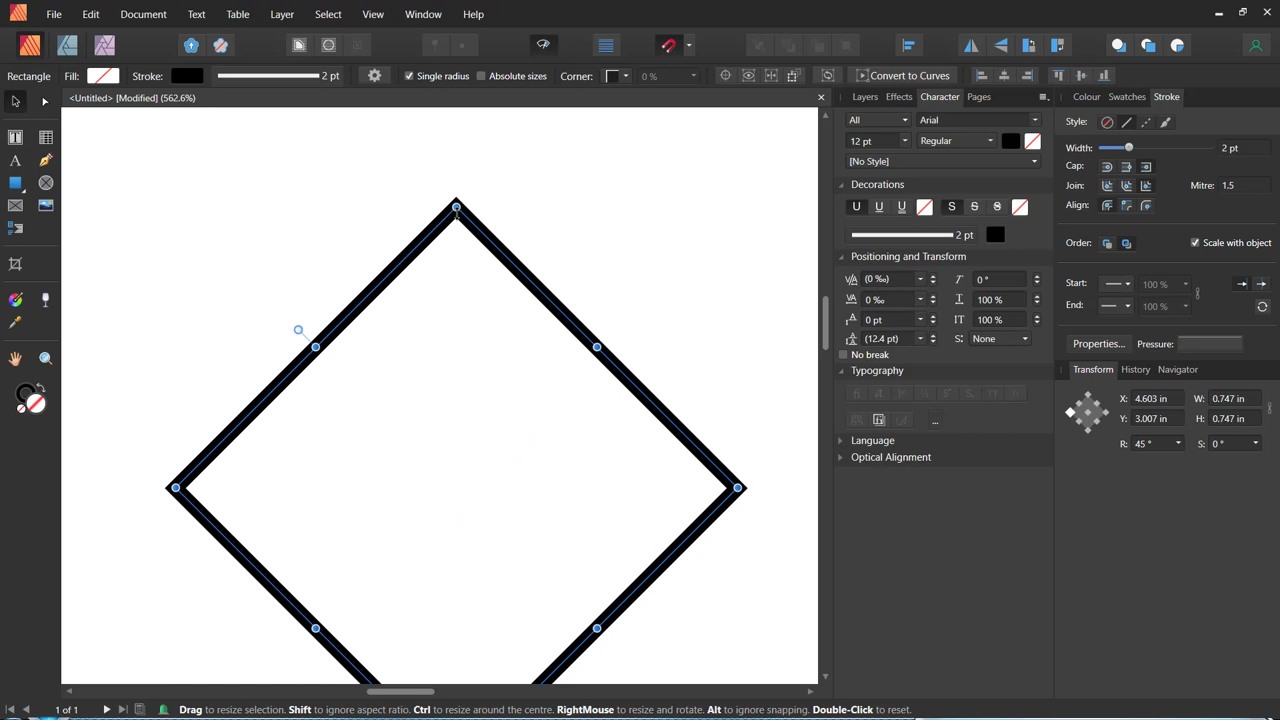 File Edit Document Text Table Layer Select View Window Help
Rectangle Fill: Stroke: 2 pt Single radius Absolute sizes Corner: 0 % Convert to Curves
<Untitled> [Modified] (562.6%)
Layers Effects Character Pages
All Arial
12 pt Regular
[No Style]
Decorations
U U U S S S
2 pt
Positioning and Transform
(0 ‰) 0 °
0 ‰ 100 %
0 pt 100 %
(12.4 pt) None
No break
Typography
...
Language
Optical Alignment
Colour Swatches Stroke
Style:
Width: 2 pt
Cap:
Join: Mitre: 1.5
Align:
Order: Scale with object
Start: 100 %
End: 100 %
Properties... Pressure:
Transform History Navigator
X: 4.603 in W: 0.747 in
Y: 3.007 in H: 0.747 in
R: 45 ° S: 0 °
1 of 1 Drag to resize selection. Shift to ignore aspect ratio. Ctrl to resize around the centre. RightMouse to resize and rotate. Alt to ignore snapping. Double-Click to reset.